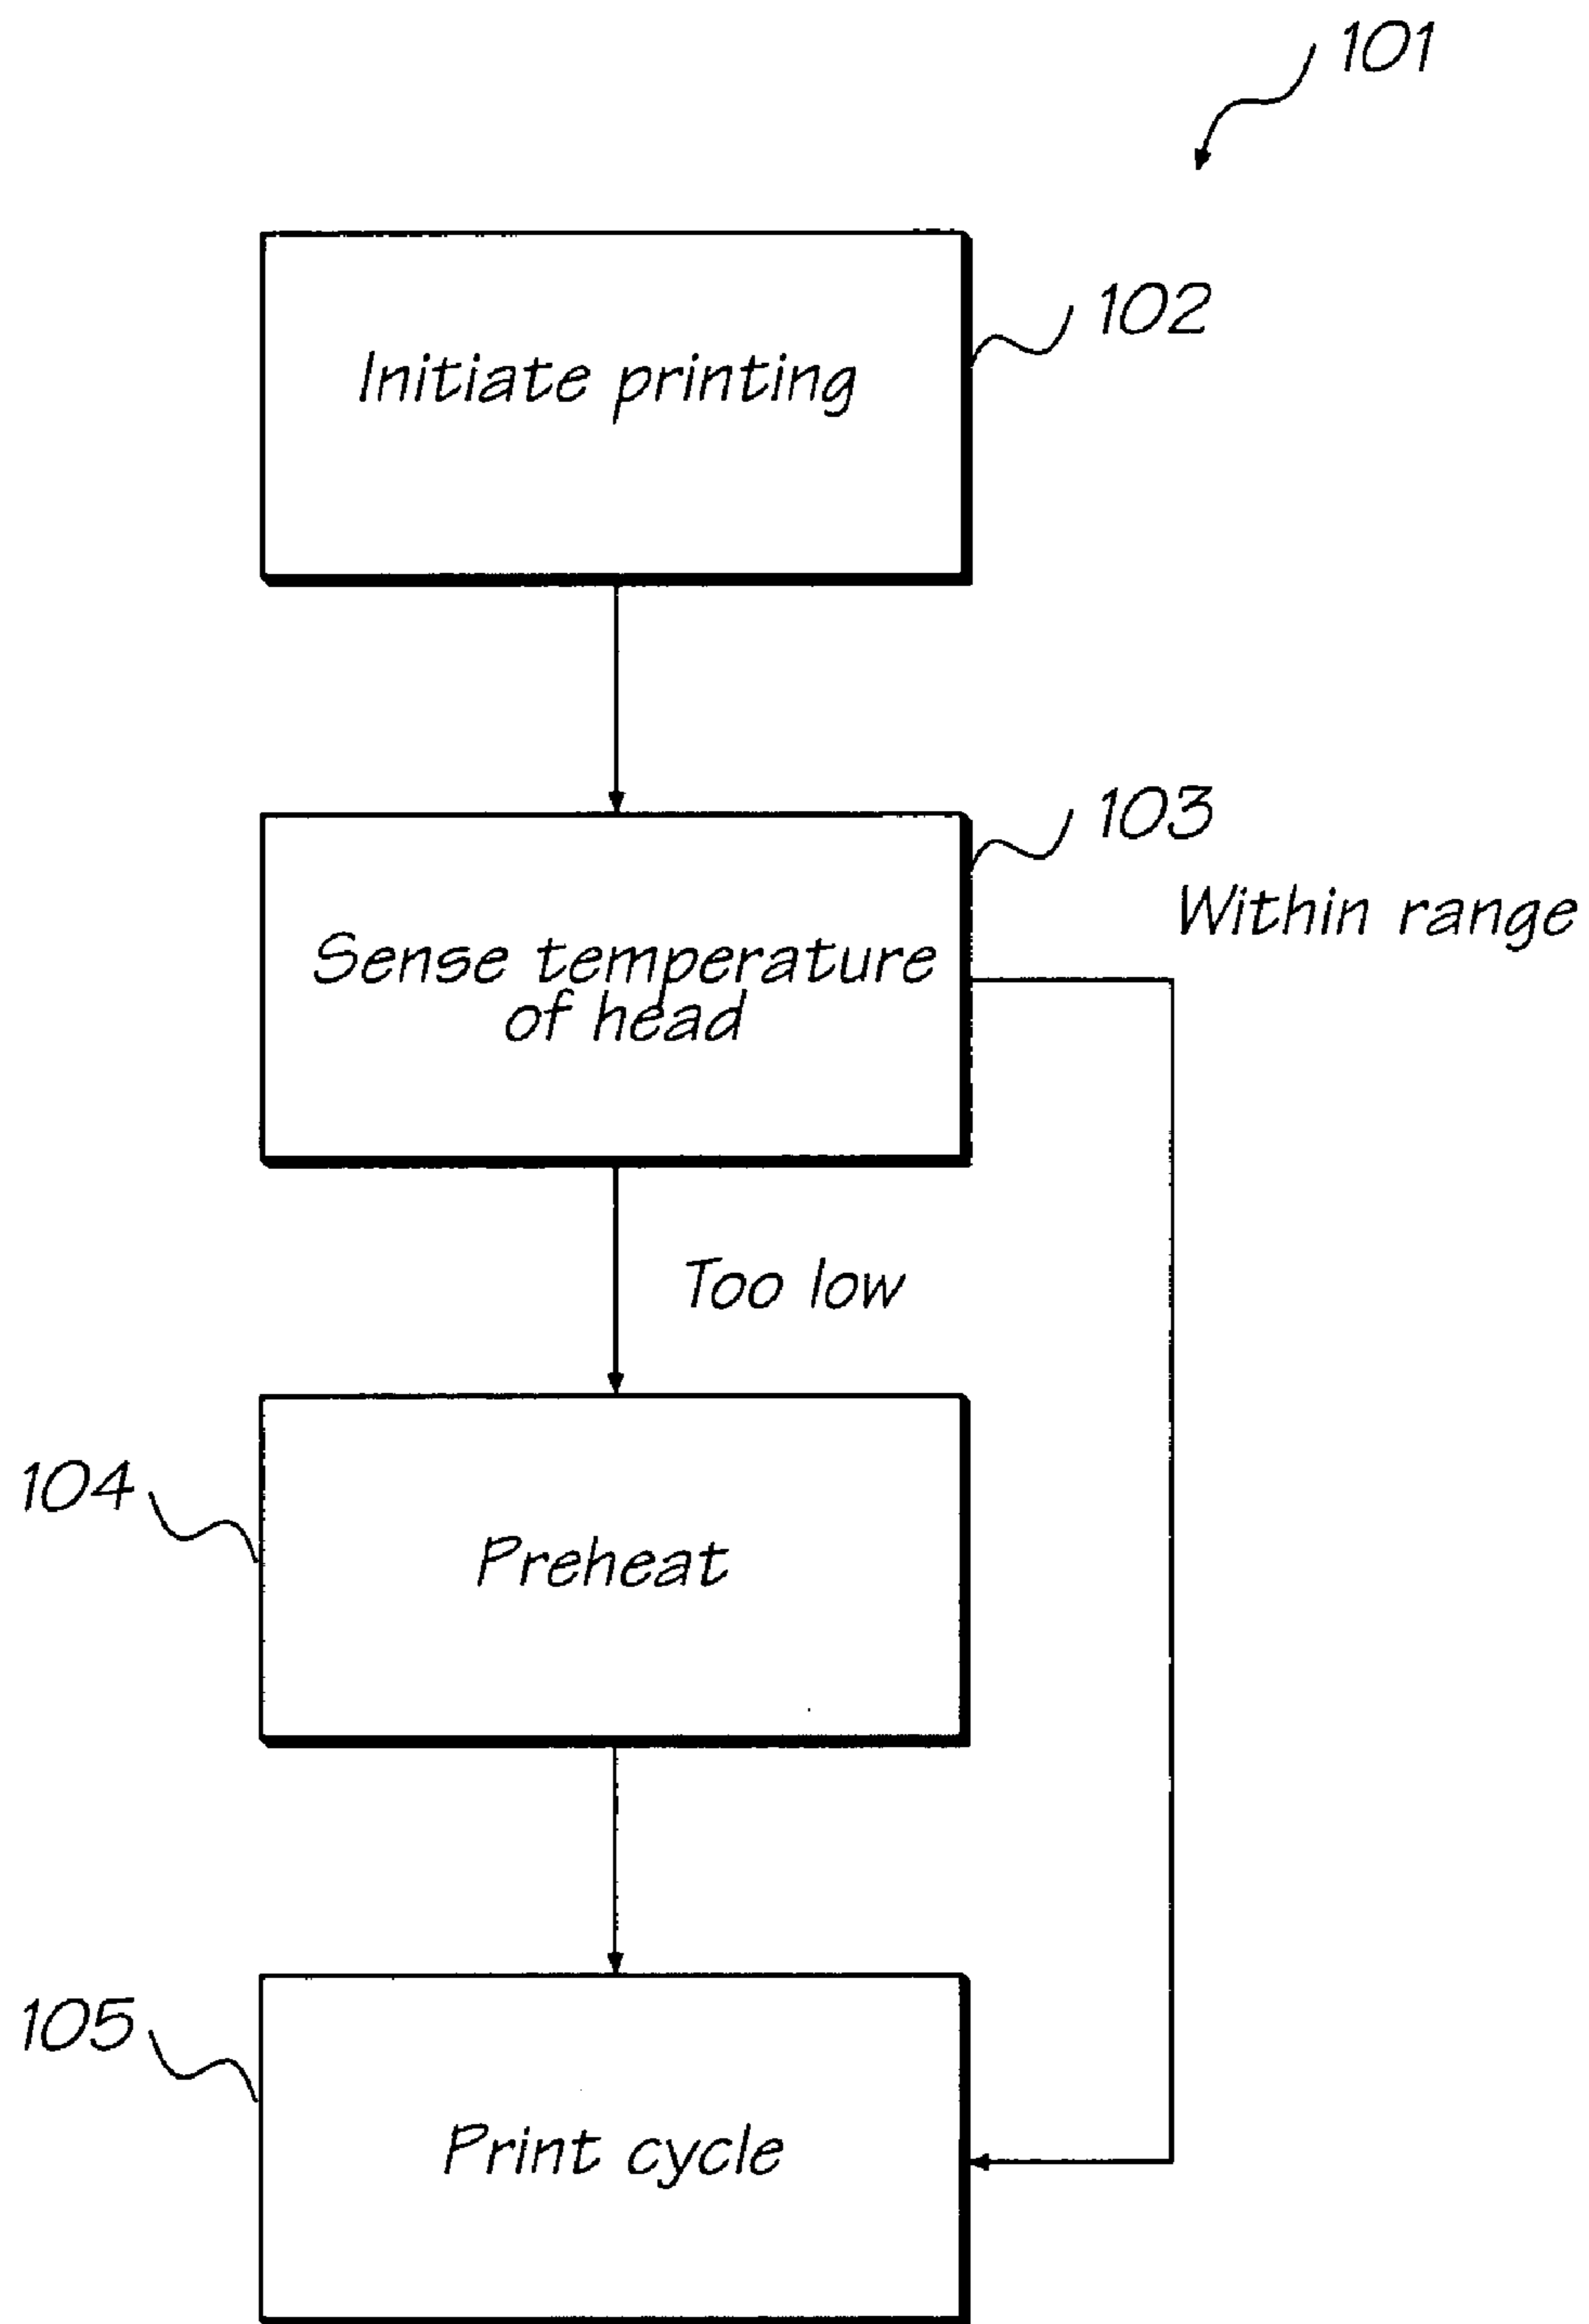 101
102
Initiate printing
103
Within range
Sense temperature
of head
Too low
104
Preheat
105
Print cycle